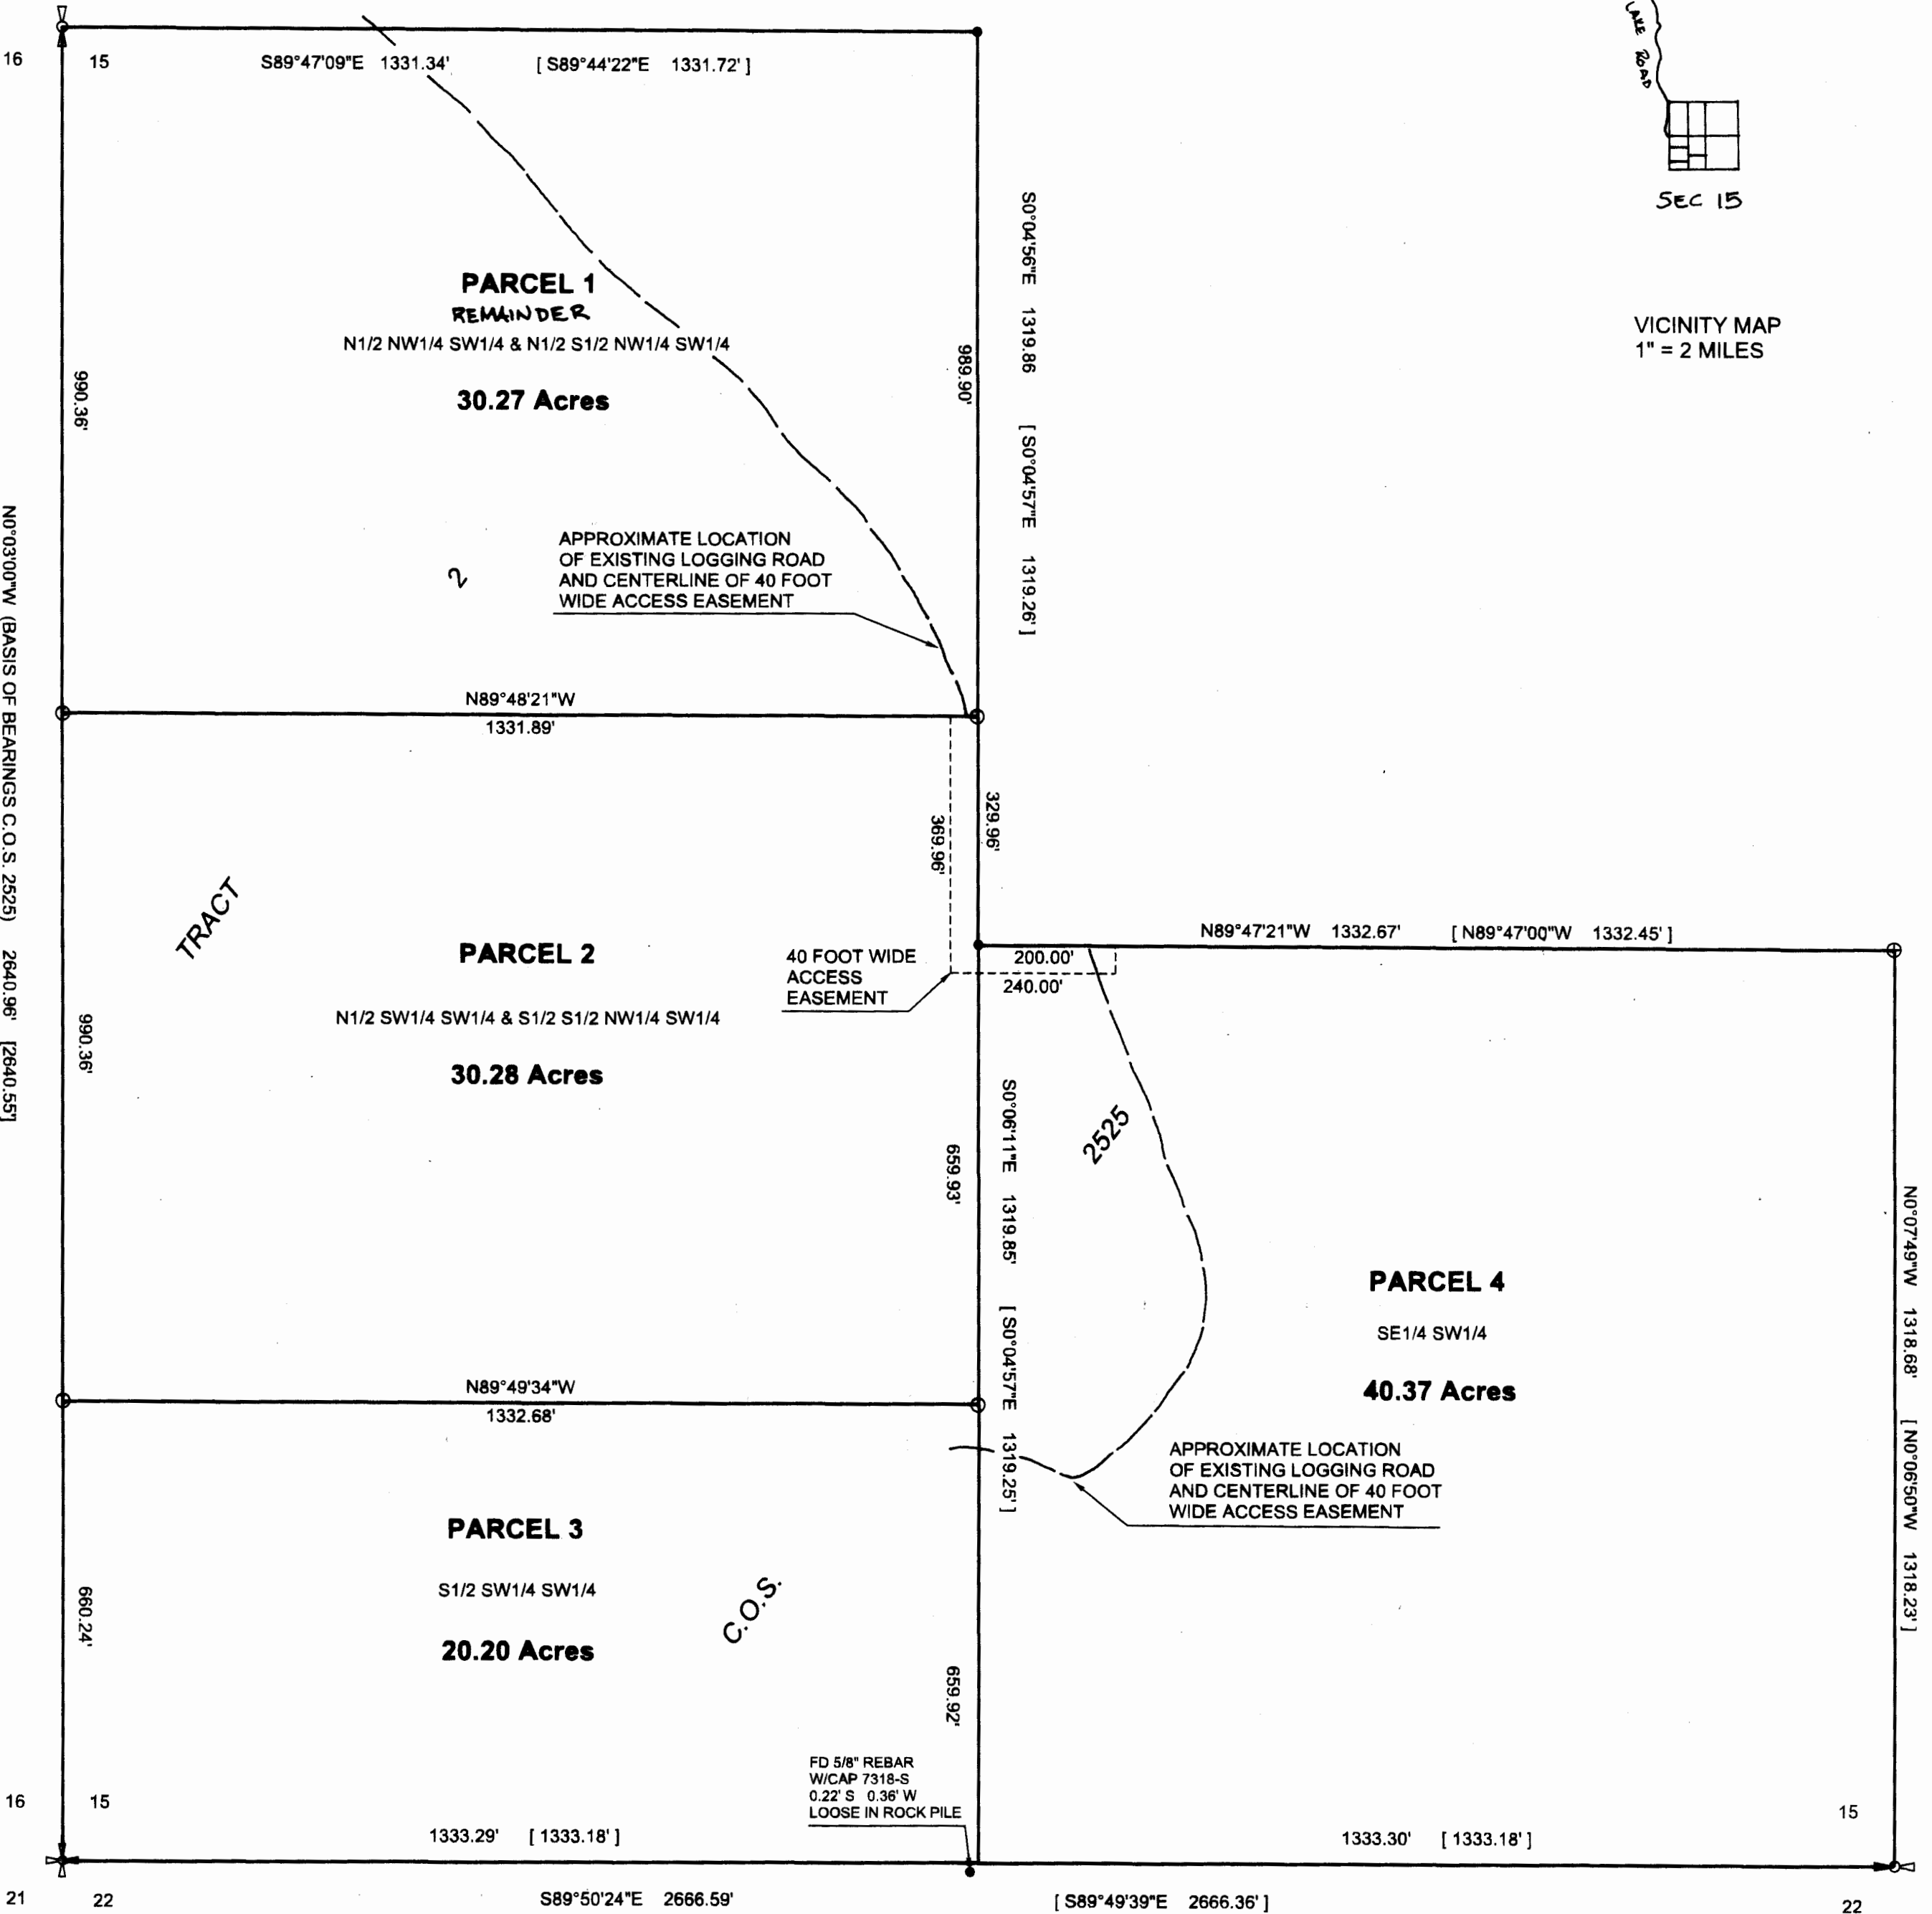 16
15
S89°47'09"E 1331.34' [ S89°44'22"E 1331.72' ]
LAKE ROAD
SEC 15
VICINITY MAP
1" = 2 MILES
S0°04'56"E 1319.86 [ S0°04'57"E 1319.26' ]
PARCEL 1
REMAINDER
N1/2 NW1/4 SW1/4 & N1/2 S1/2 NW1/4 SW1/4
30.27 Acres
990.36'
989.90'
2
APPROXIMATE LOCATION
OF EXISTING LOGGING ROAD
AND CENTERLINE OF 40 FOOT
WIDE ACCESS EASEMENT
N0°03'00"W (BASIS OF BEARINGS C.O.S. 2525) 2640.96' [2640.55']
N89°48'21"W
1331.89'
329.96'
369.96'
TRACT
PARCEL 2
N1/2 SW1/4 SW1/4 & S1/2 S1/2 NW1/4 SW1/4
30.28 Acres
990.36'
40 FOOT WIDE
ACCESS
EASEMENT
200.00'
240.00'
N89°47'21"W 1332.67' [ N89°47'00"W 1332.45' ]
659.93'
S0°06'11"E 1319.85' [ S0°04'57"E 1319.25' ]
2525
PARCEL 4
SE1/4 SW1/4
40.37 Acres
N0°07'49"W 1318.68' [ N0°06'50"W 1318.23' ]
N89°49'34"W
1332.68'
APPROXIMATE LOCATION
OF EXISTING LOGGING ROAD
AND CENTERLINE OF 40 FOOT
WIDE ACCESS EASEMENT
PARCEL 3
S1/2 SW1/4 SW1/4
20.20 Acres
660.24'
C.O.S.
659.92'
FD 5/8" REBAR
W/CAP 7318-S
0.22' S 0.36' W
LOOSE IN ROCK PILE
16
15
15
1333.29' [ 1333.18' ]
1333.30' [ 1333.18' ]
21
22
S89°50'24"E 2666.59' [ S89°49'39"E 2666.36' ]
22